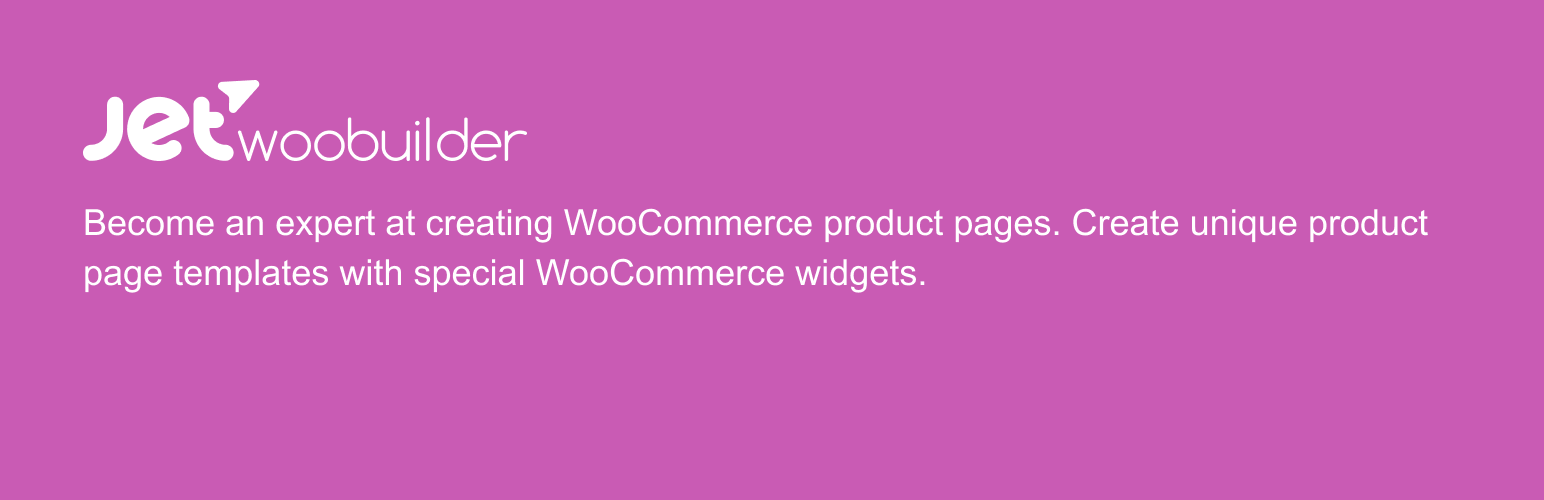 Jetwoobuilder
Become an expert at creating WooCommerce product pages. Create unique product
page templates with special WooCommerce widgets.